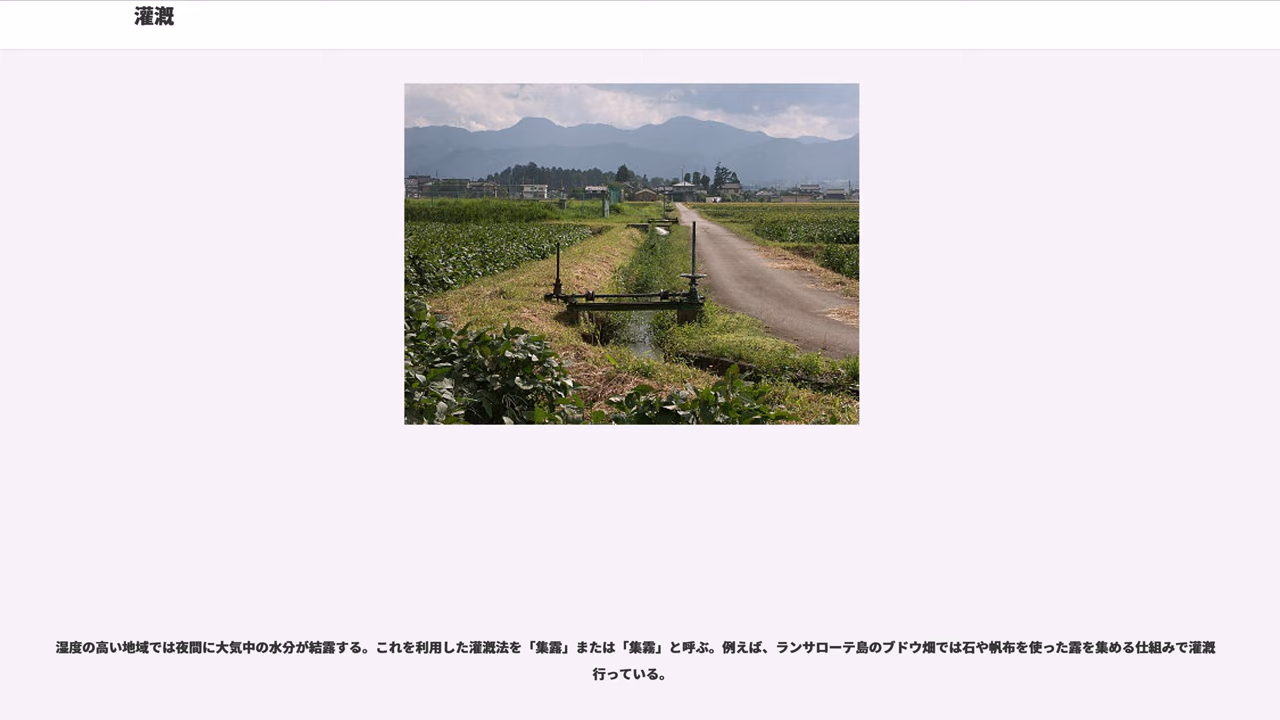 灌漑
湿度の高い地域では夜間に大気中の水分が結露する。これを利用した灌漑法を「集露」または「集霧」と呼ぶ。例えば、ランサローテ島のブドウ畑では石や帆布を使った露を集める仕組みで灌漑
行っている。